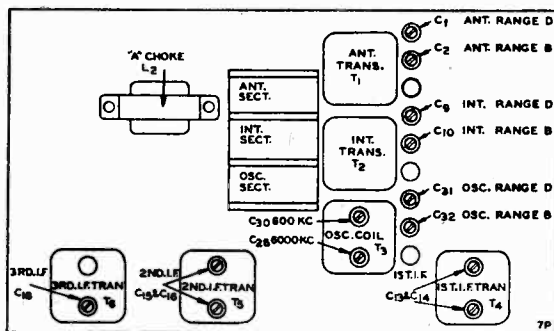 C1 ANT. RANGE D
C2 ANT. RANGE B
"A" CHOKE
L2
ANT.
TRANS.
T1
ANT.
SECT.
C9 INT. RANGE D
C10 INT. RANGE B
INT.
SECT.
INT.
TRANS.
T2
OSC.
SECT.
C31 OSC. RANGE D
C32 OSC. RANGE B
C30 600 KC
OSC. COIL
C28 6000KC
T3
3RD. I.F
C18
3RD. I.F. TRAN
T6
2ND. I.F.
C15 & C16
2ND. I.F. TRAN
T5
1ST. I.F.
C13 & C14
1ST. I.F. TRAN
T4
7P